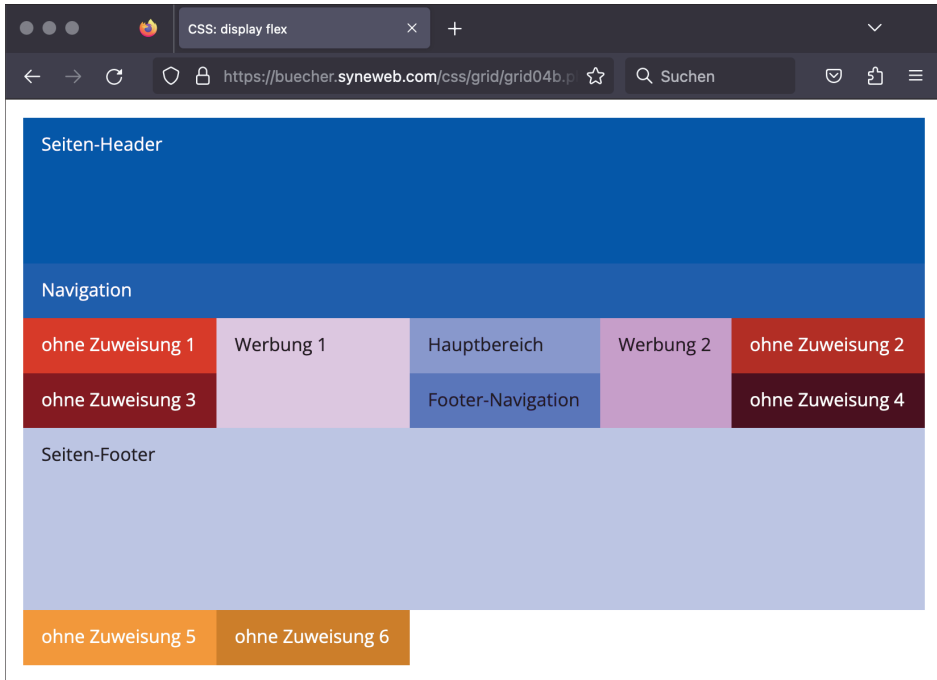 CSS: display flex
https://buecher.syneweb.com/css/grid/grid04b.p
Suchen
Seiten-Header
Navigation
ohne Zuweisung 1 Werbung 1 Hauptbereich Werbung 2 ohne Zuweisung 2
ohne Zuweisung 3 Footer-Navigation ohne Zuweisung 4
Seiten-Footer
ohne Zuweisung 5 ohne Zuweisung 6